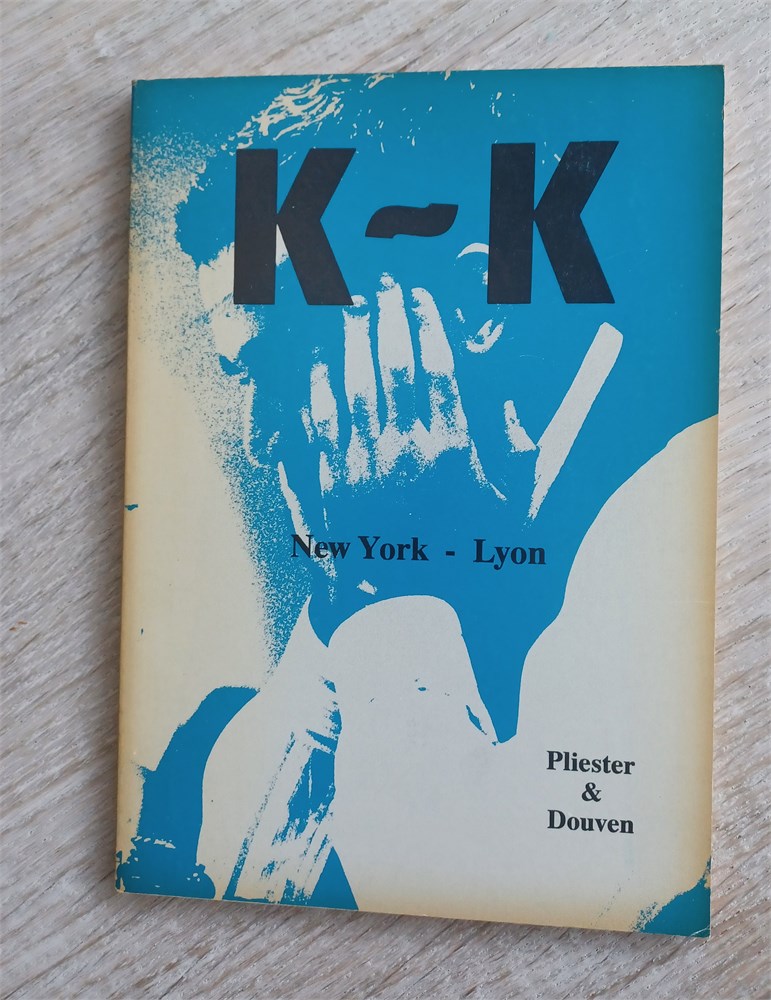 K~K
New York - Lyon
Pliester
&
Douven